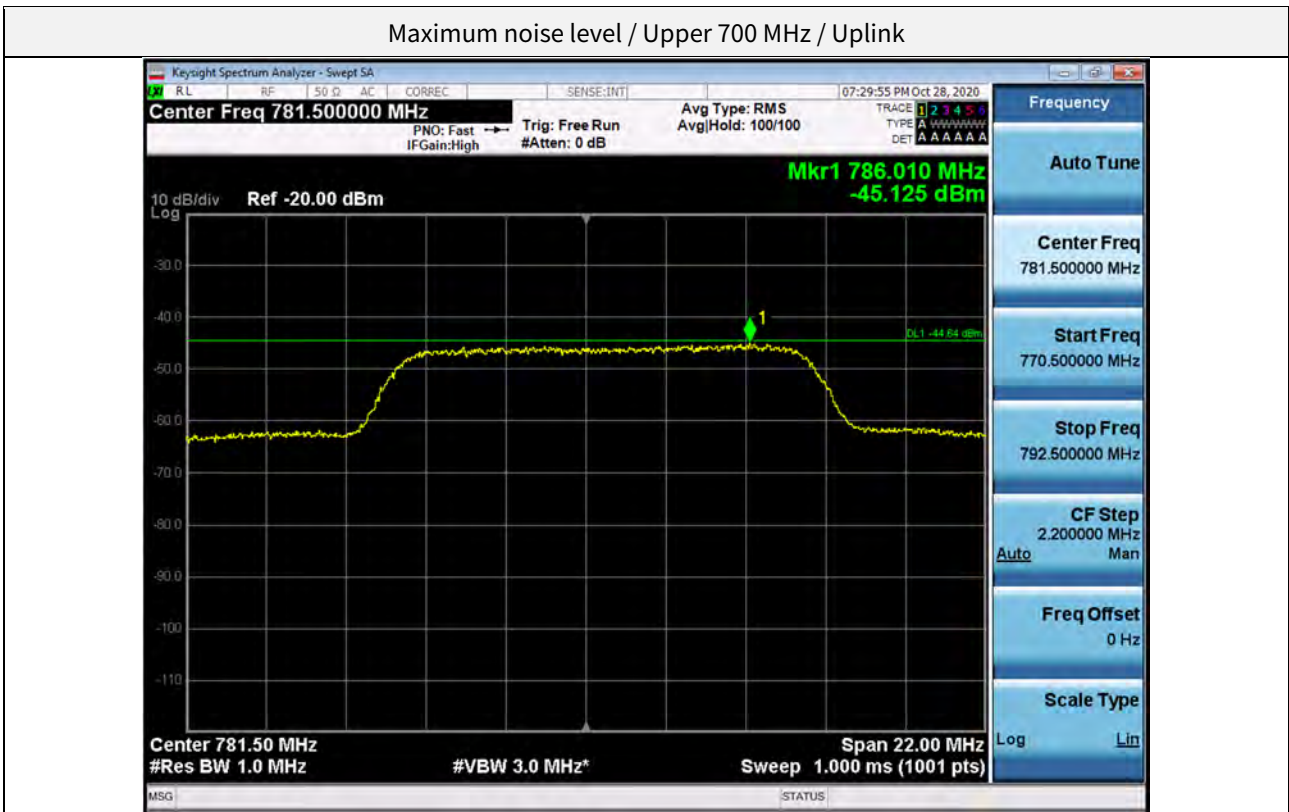 Maximum noise level / Upper 700 MHz / Uplink
Keysight Spectrum Analyzer - Swept SA
LXI RL RF 50 Ω AC CORREC SENSE:INT 07:29:55 PM Oct 28, 2020
Center Freq 781.500000 MHz Avg Type: RMS TRACE 1 2 3 4 5 6
PNO: Fast Trig: Free Run Avg|Hold: 100/100 TYPE A WWWWW
IFGain:High #Atten: 0 dB DET A A A A A A
Frequency
Mkr1 786.010 MHz
-45.125 dBm
10 dB/div Ref -20.00 dBm
Log
-30.0
-40.0
1
DL1 -44.64 dBm
-50.0
-60.0
-70.0
-80.0
-90.0
-100
-110
Center 781.50 MHz Span 22.00 MHz
#Res BW 1.0 MHz #VBW 3.0 MHz* Sweep 1.000 ms (1001 pts)
MSG STATUS
Auto Tune
Center Freq
781.500000 MHz
Start Freq
770.500000 MHz
Stop Freq
792.500000 MHz
CF Step
2.200000 MHz
Auto Man
Freq Offset
0 Hz
Scale Type
Log Lin